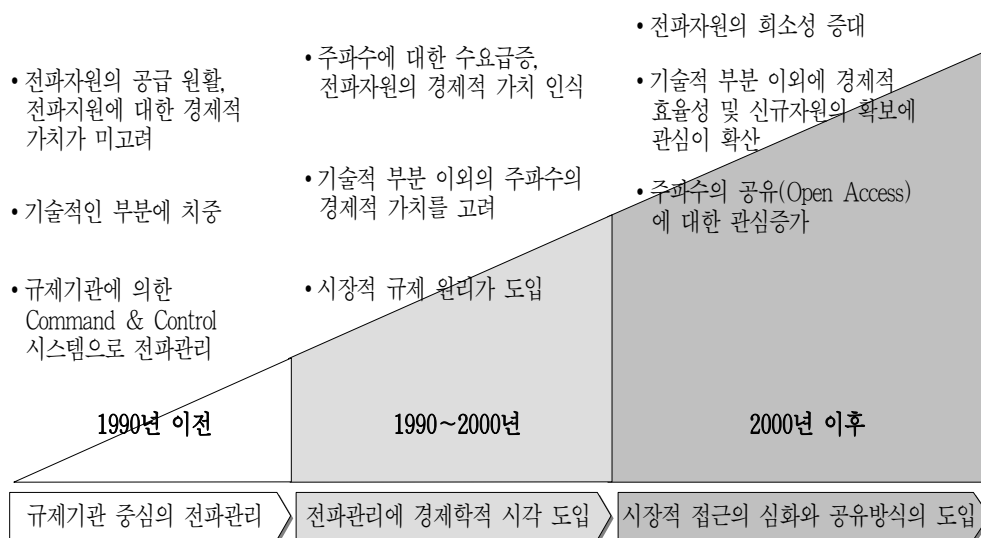 • 전파자원의 공급 원활,
전파지원에 대한 경제적
가치가 미고려
• 기술적인 부분에 치중
• 규제기관에 의한
Command & Control
시스템으로 전파관리
• 주파수에 대한 수요급증,
전파자원의 경제적 가치 인식
• 기술적 부분 이외의 주파수의
경제적 가치를 고려
• 시장적 규제 원리가 도입
• 전파자원의 희소성 증대
• 기술적 부분 이외에 경제적
효율성 및 신규자원의 확보에
관심이 확산
• 주파수의 공유(Open Access)
에 대한 관심증가
1990년 이전
1990~2000년
2000년 이후
규제기관 중심의 전파관리
전파관리에 경제학적 시각 도입
시장적 접근의 심화와 공유방식의 도입